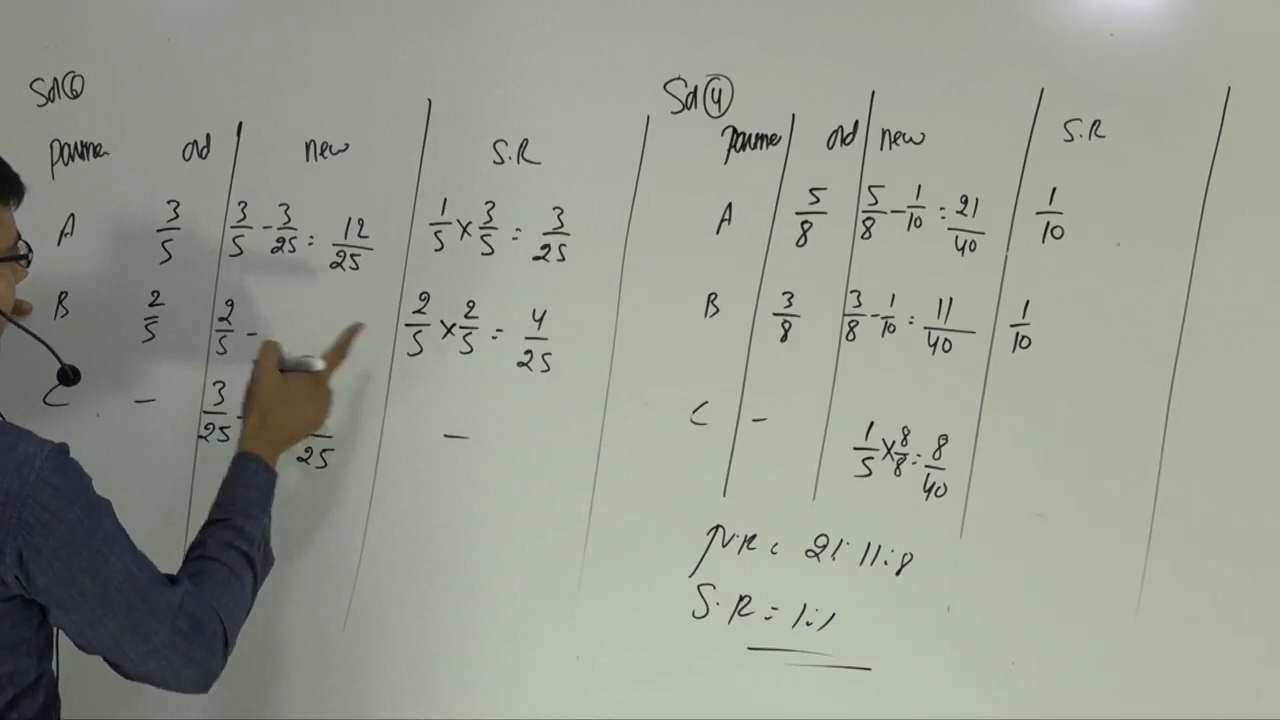 Sol ⑥
Partner old new S.R
A 3/5 3/5 - 3/25 = 12/25 1/5 × 3/5 = 3/25
B 2/5 2/5 - 2/5 × 2/5 = 4/25
C - 3/25 25 -
Sol ④
Partner old new S.R
A 5/8 5/8 - 1/10 = 21/40 1/10
B 3/8 3/8 - 1/10 = 11/40 1/10
C - 1/5 × 8/8 = 8/40
N.R = 21:11:8
S.R = 1:1